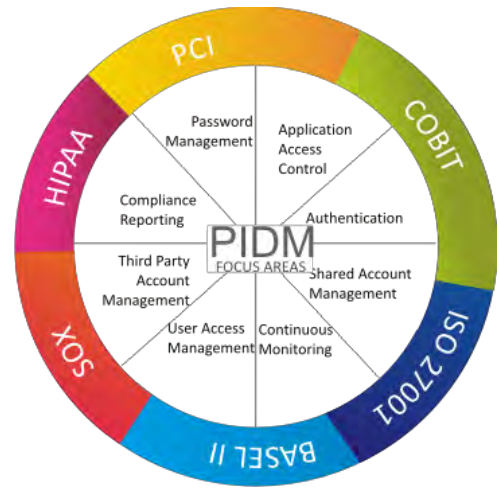 PCI
COBIT
ISO 27001
BASEL II
SOX
HIPAA
Password
Management
Application
Access
Control
Authentication
Shared Account
Management
Continuous
Monitoring
User Access
Management
Third Party
Account
Management
Compliance
Reporting
PIDM
FOCUS AREAS